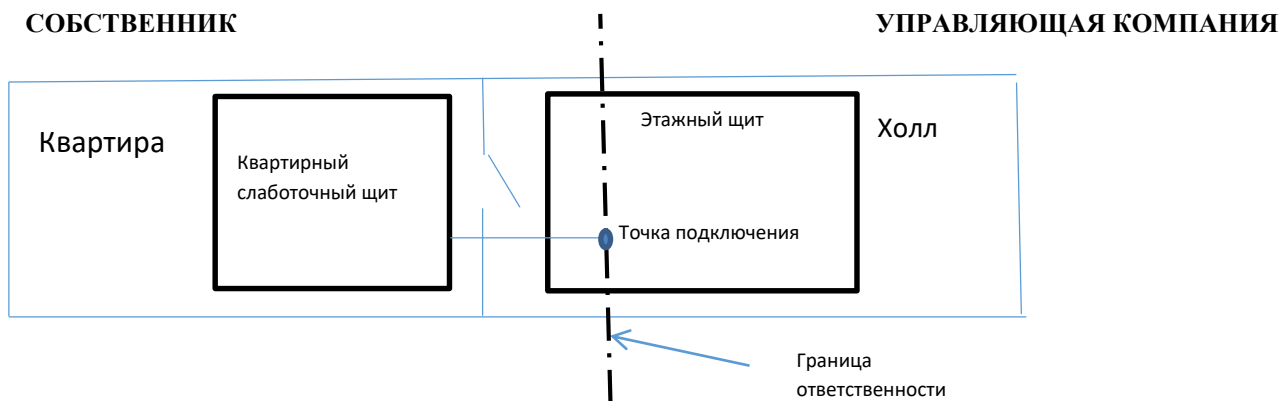 СОБСТВЕННИК
УПРАВЛЯЮЩАЯ КОМПАНИЯ
Квартира
Квартирный
слаботочный щит
Этажный щит
Холл
Точка подключения
Граница
ответственности